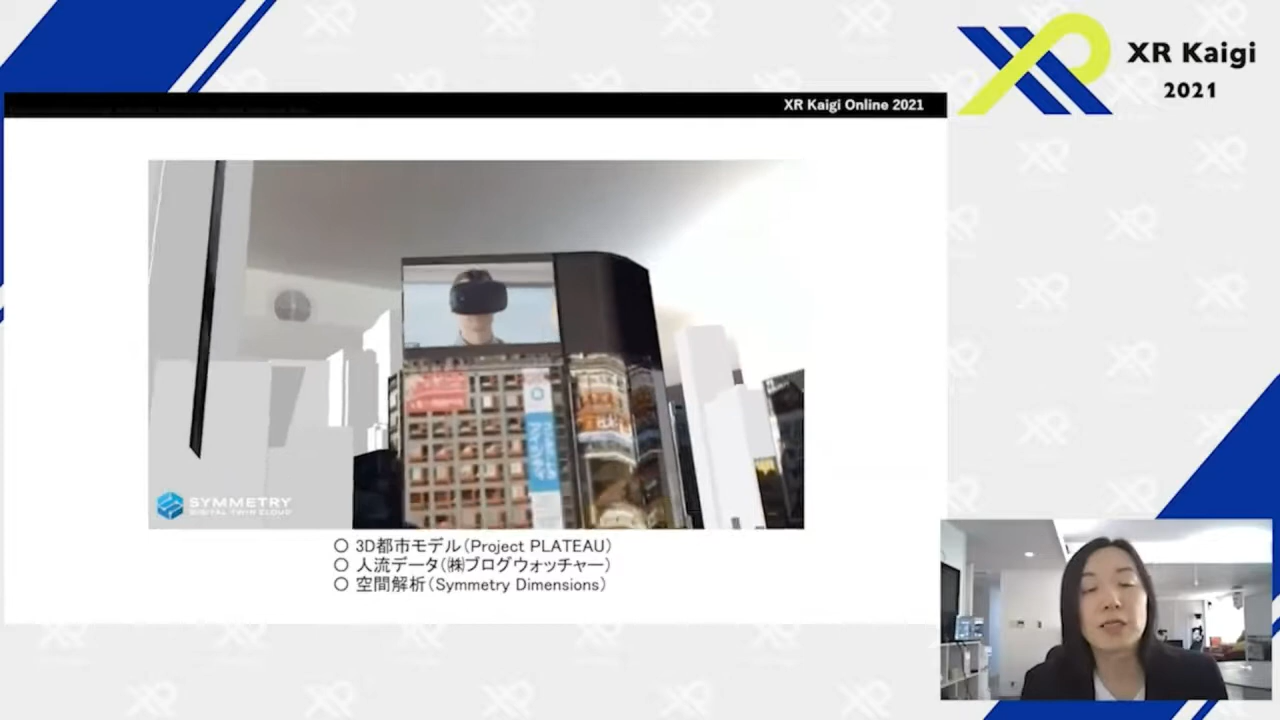 XR Kaigi
2021
XR Kaigi Online 2021
SYMMETRY
DIGITAL TWIN CLOUD
○ 3D都市モデル(Project PLATEAU)
○ 人流データ(㈱ブログウォッチャー)
○ 空間解析(Symmetry Dimensions)